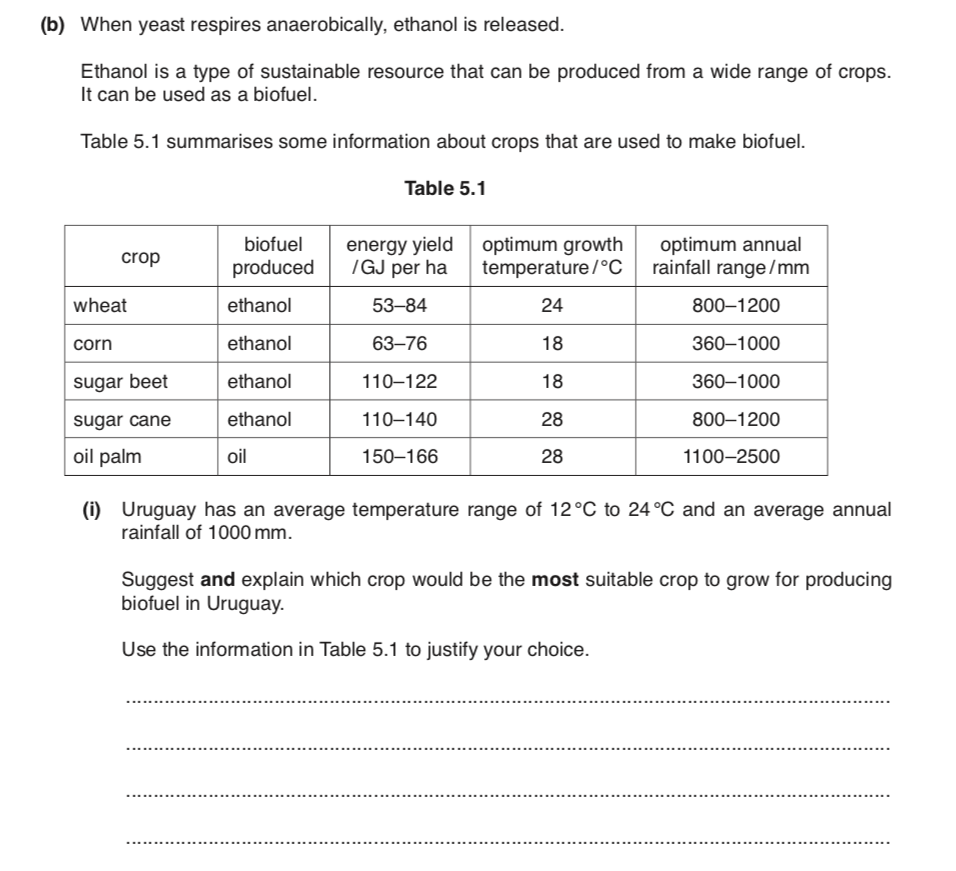 (b) When yeast respires anaerobically, ethanol is released.
Ethanol is a type of sustainable resource that can be produced from a wide range of crops.
It can be used as a biofuel.
Table 5.1 summarises some information about crops that are used to make biofuel.
Table 5.1
crop | biofuel produced | energy yield /GJ per ha | optimum growth temperature/°C | optimum annual rainfall range/mm
wheat | ethanol | 53–84 | 24 | 800–1200
corn | ethanol | 63–76 | 18 | 360–1000
sugar beet | ethanol | 110–122 | 18 | 360–1000
sugar cane | ethanol | 110–140 | 28 | 800–1200
oil palm | oil | 150–166 | 28 | 1100–2500
(i) Uruguay has an average temperature range of 12 °C to 24 °C and an average annual
rainfall of 1000 mm.
Suggest and explain which crop would be the most suitable crop to grow for producing
biofuel in Uruguay.
Use the information in Table 5.1 to justify your choice.